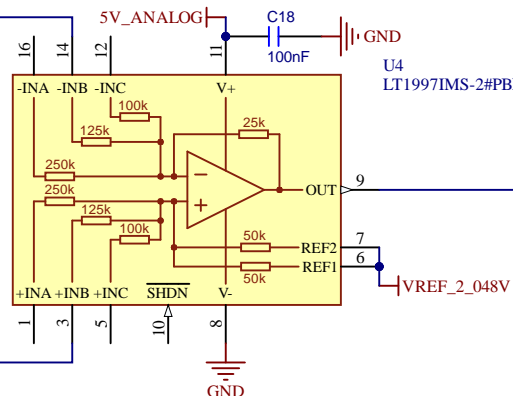 5V_ANALOG
C18
100nF
GND
U4
LT1997IMS-2#PB
16
14
12
11
-INA
-INB
-INC
V+
100k
125k
25k
250k
250k
125k
100k
50k
50k
OUT
9
REF2
7
REF1
6
VREF_2_048V
+INA
+INB
+INC
SHDN
V-
1
3
5
10
8
GND